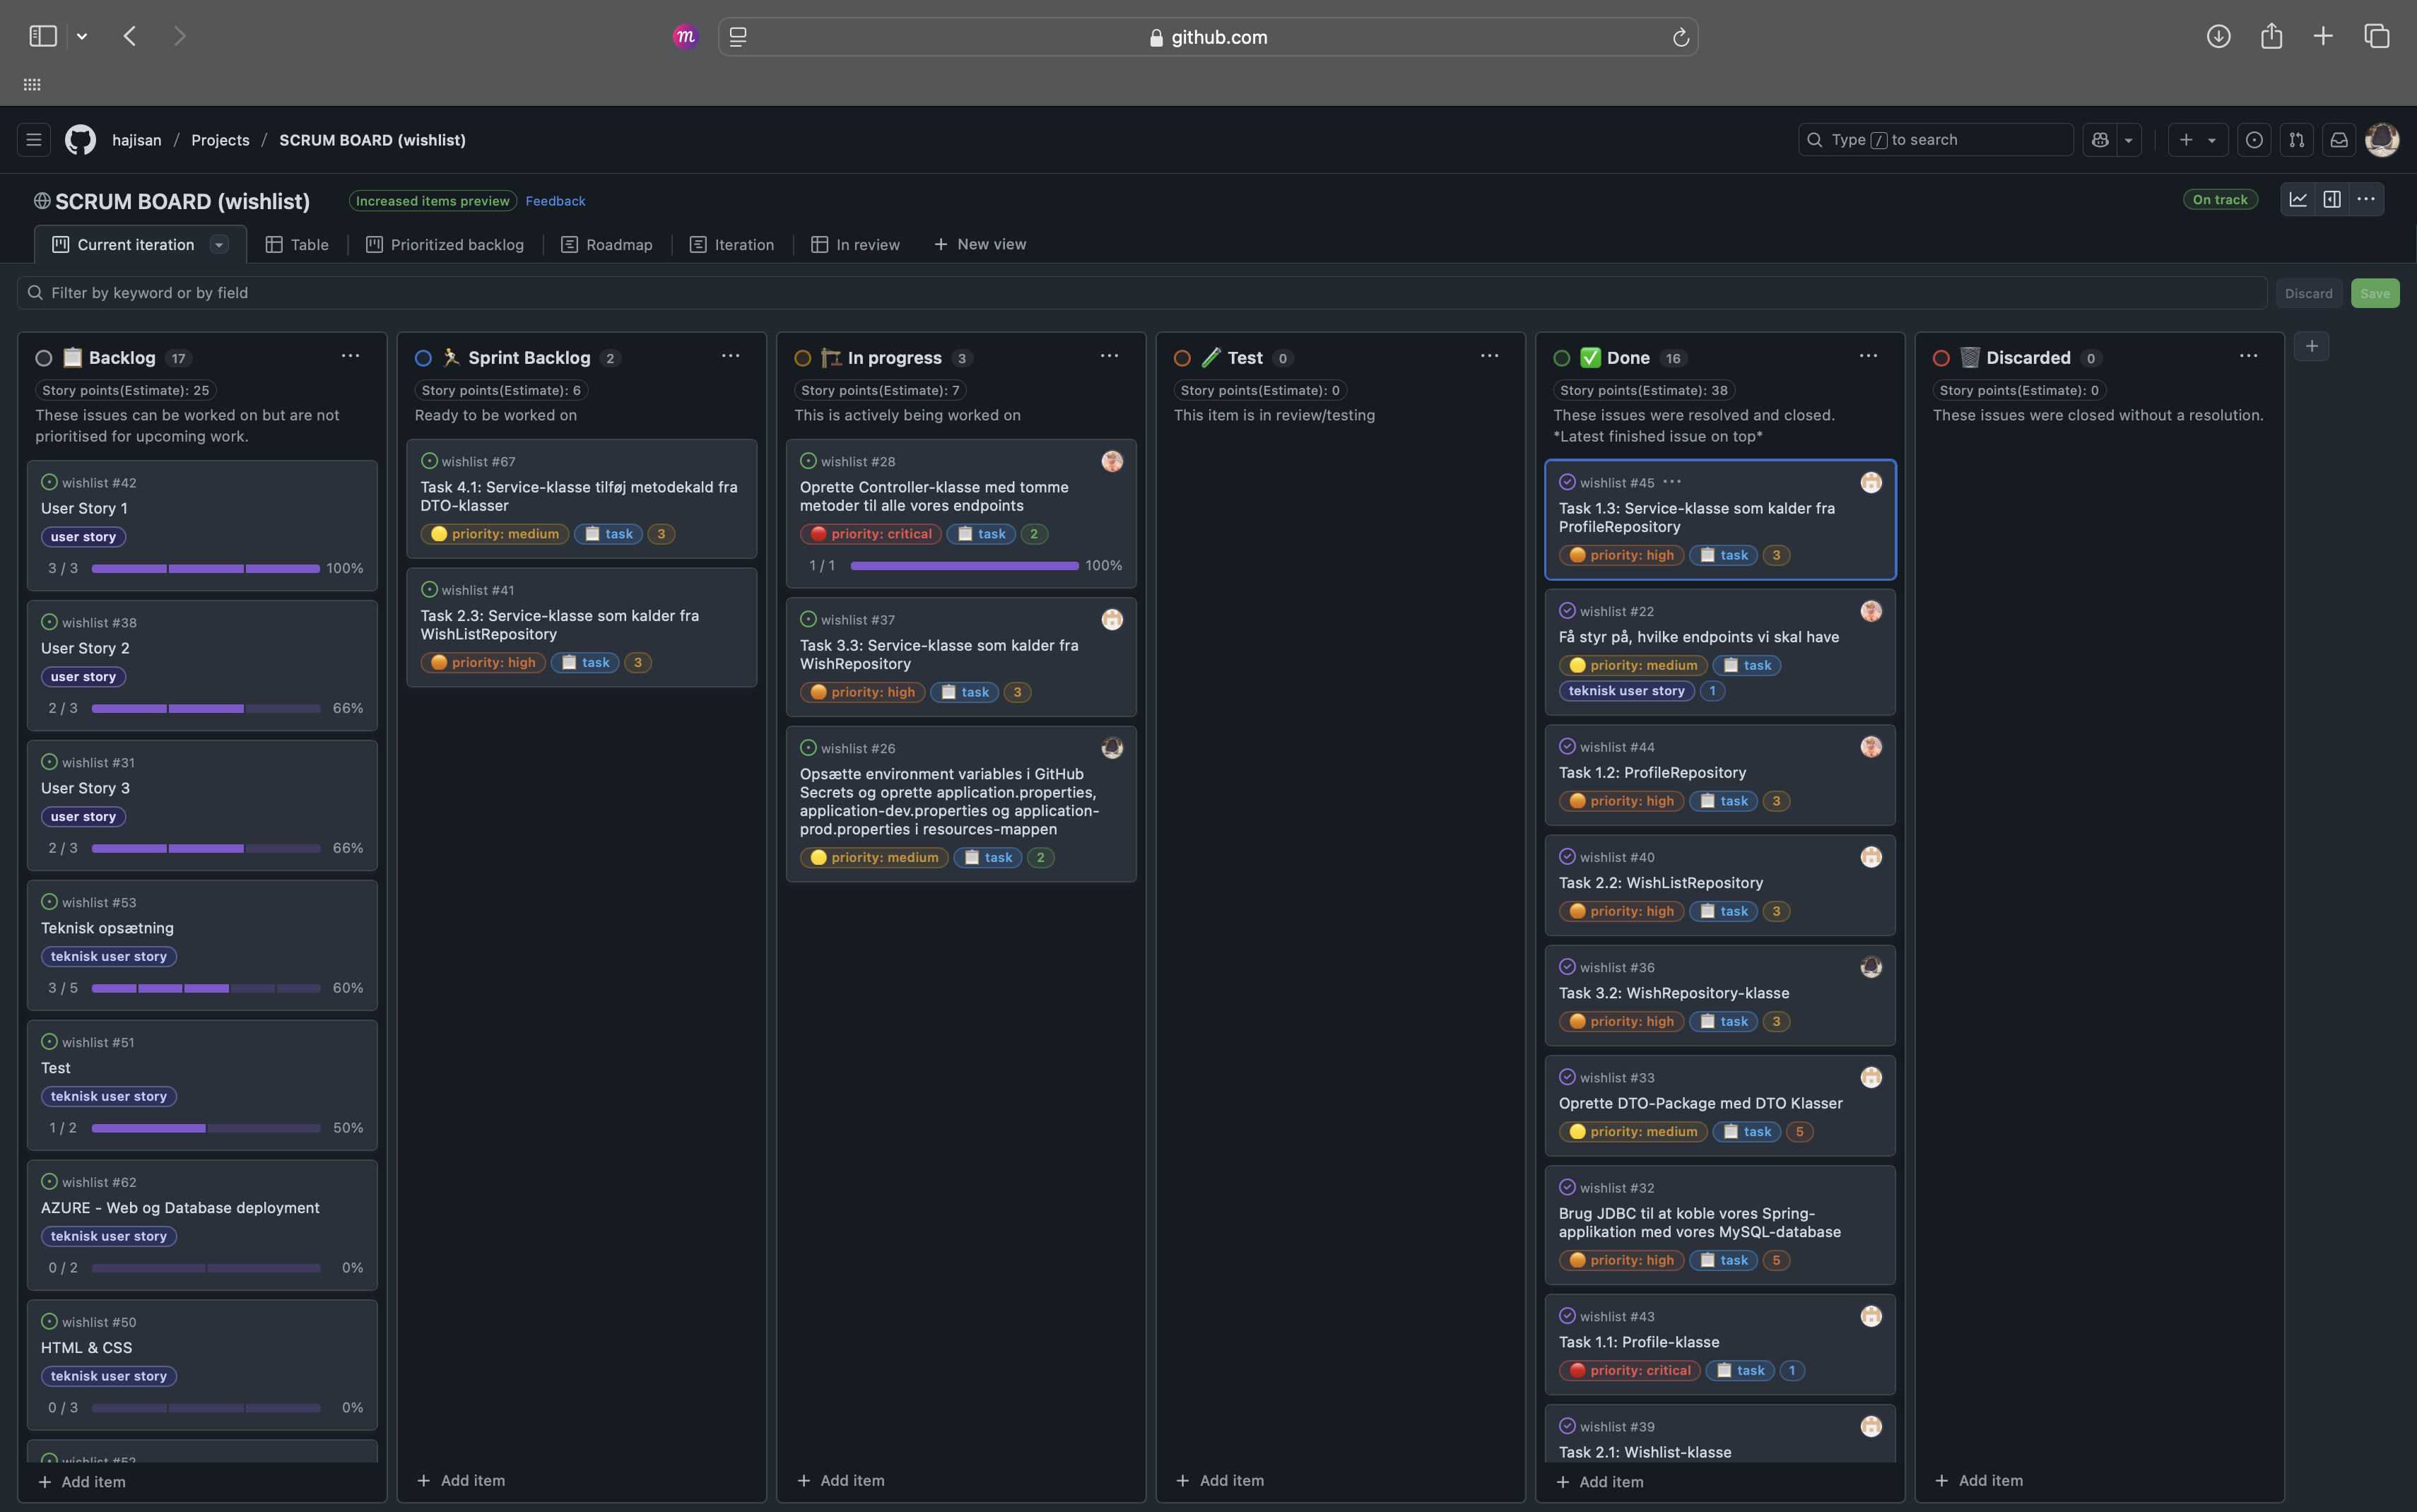 github.com
hajisan / Projects / SCRUM BOARD (wishlist)
Type / to search
SCRUM BOARD (wishlist)
Increased items preview
Feedback
On track
Current iteration
Table
Prioritized backlog
Roadmap
Iteration
In review
New view
Filter by keyword or by field
Discard
Save
Backlog 17
Story points(Estimate): 25
These issues can be worked on but are not
prioritised for upcoming work.
wishlist #42
User Story 1
user story
3 / 3 100%
wishlist #38
User Story 2
user story
2 / 3 66%
wishlist #31
User Story 3
user story
2 / 3 66%
wishlist #53
Teknisk opsætning
teknisk user story
3 / 5 60%
wishlist #51
Test
teknisk user story
1 / 2 50%
wishlist #62
AZURE - Web og Database deployment
teknisk user story
0 / 2 0%
wishlist #50
HTML & CSS
teknisk user story
0 / 3 0%
wishlist #52
Add item
Sprint Backlog 2
Story points(Estimate): 6
Ready to be worked on
wishlist #67
Task 4.1: Service-klasse tilføj metodekald fra
DTO-klasser
priority: medium task 3
wishlist #41
Task 2.3: Service-klasse som kalder fra
WishListRepository
priority: high task 3
Add item
In progress 3
Story points(Estimate): 7
This is actively being worked on
wishlist #28
Oprette Controller-klasse med tomme
metoder til alle vores endpoints
priority: critical task 2
1 / 1 100%
wishlist #37
Task 3.3: Service-klasse som kalder fra
WishRepository
priority: high task 3
wishlist #26
Opsætte environment variables i GitHub
Secrets og oprette application.properties,
application-dev.properties og application-
prod.properties i resources-mappen
priority: medium task 2
Add item
Test 0
Story points(Estimate): 0
This item is in review/testing
Add item
Done 16
Story points(Estimate): 38
These issues were resolved and closed.
*Latest finished issue on top*
wishlist #45
Task 1.3: Service-klasse som kalder fra
ProfileRepository
priority: high task 3
wishlist #22
Få styr på, hvilke endpoints vi skal have
priority: medium task
teknisk user story 1
wishlist #44
Task 1.2: ProfileRepository
priority: high task 3
wishlist #40
Task 2.2: WishListRepository
priority: high task 3
wishlist #36
Task 3.2: WishRepository-klasse
priority: high task 3
wishlist #33
Oprette DTO-Package med DTO Klasser
priority: medium task 5
wishlist #32
Brug JDBC til at koble vores Spring-
applikation med vores MySQL-database
priority: high task 5
wishlist #43
Task 1.1: Profile-klasse
priority: critical task 1
wishlist #39
Task 2.1: Wishlist-klasse
Add item
Discarded 0
Story points(Estimate): 0
These issues were closed without a resolution.
Add item